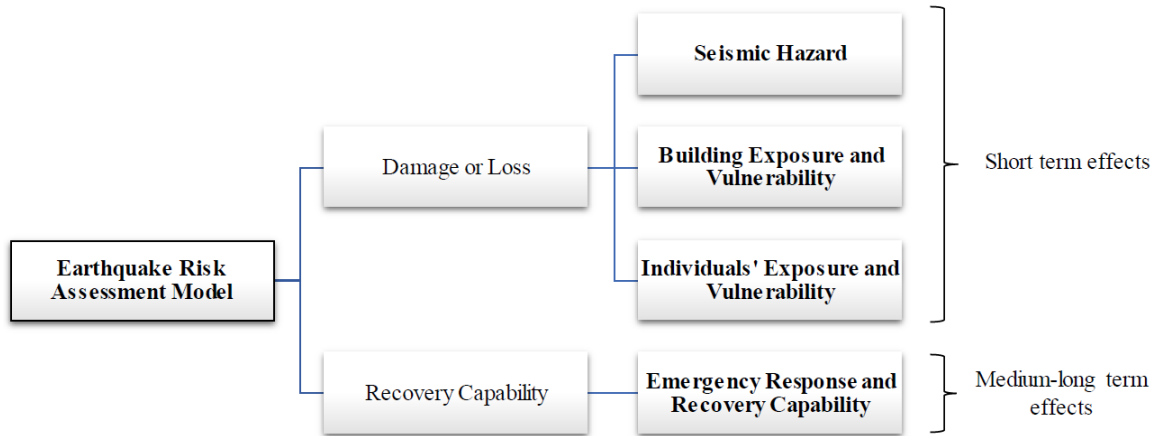 Seismic Hazard
Damage or Loss
Building Exposure and
Vulnerability
Short term effects
Earthquake Risk
Assessment Model
Individuals' Exposure and
Vulnerability
Recovery Capability
Emergency Response and
Recovery Capability
Medium-long term
effects